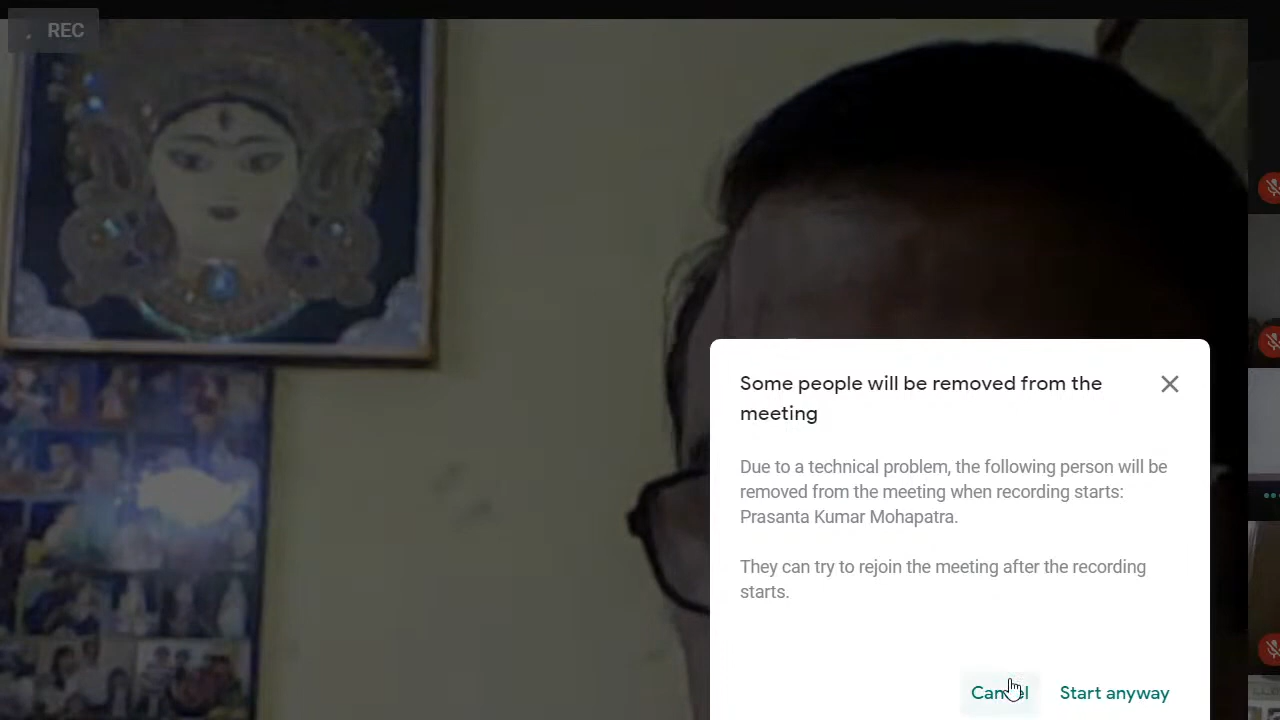 REC
Some people will be removed from the
meeting
Due to a technical problem, the following person will be
removed from the meeting when recording starts:
Prasanta Kumar Mohapatra.
They can try to rejoin the meeting after the recording
starts.
Cancel Start anyway